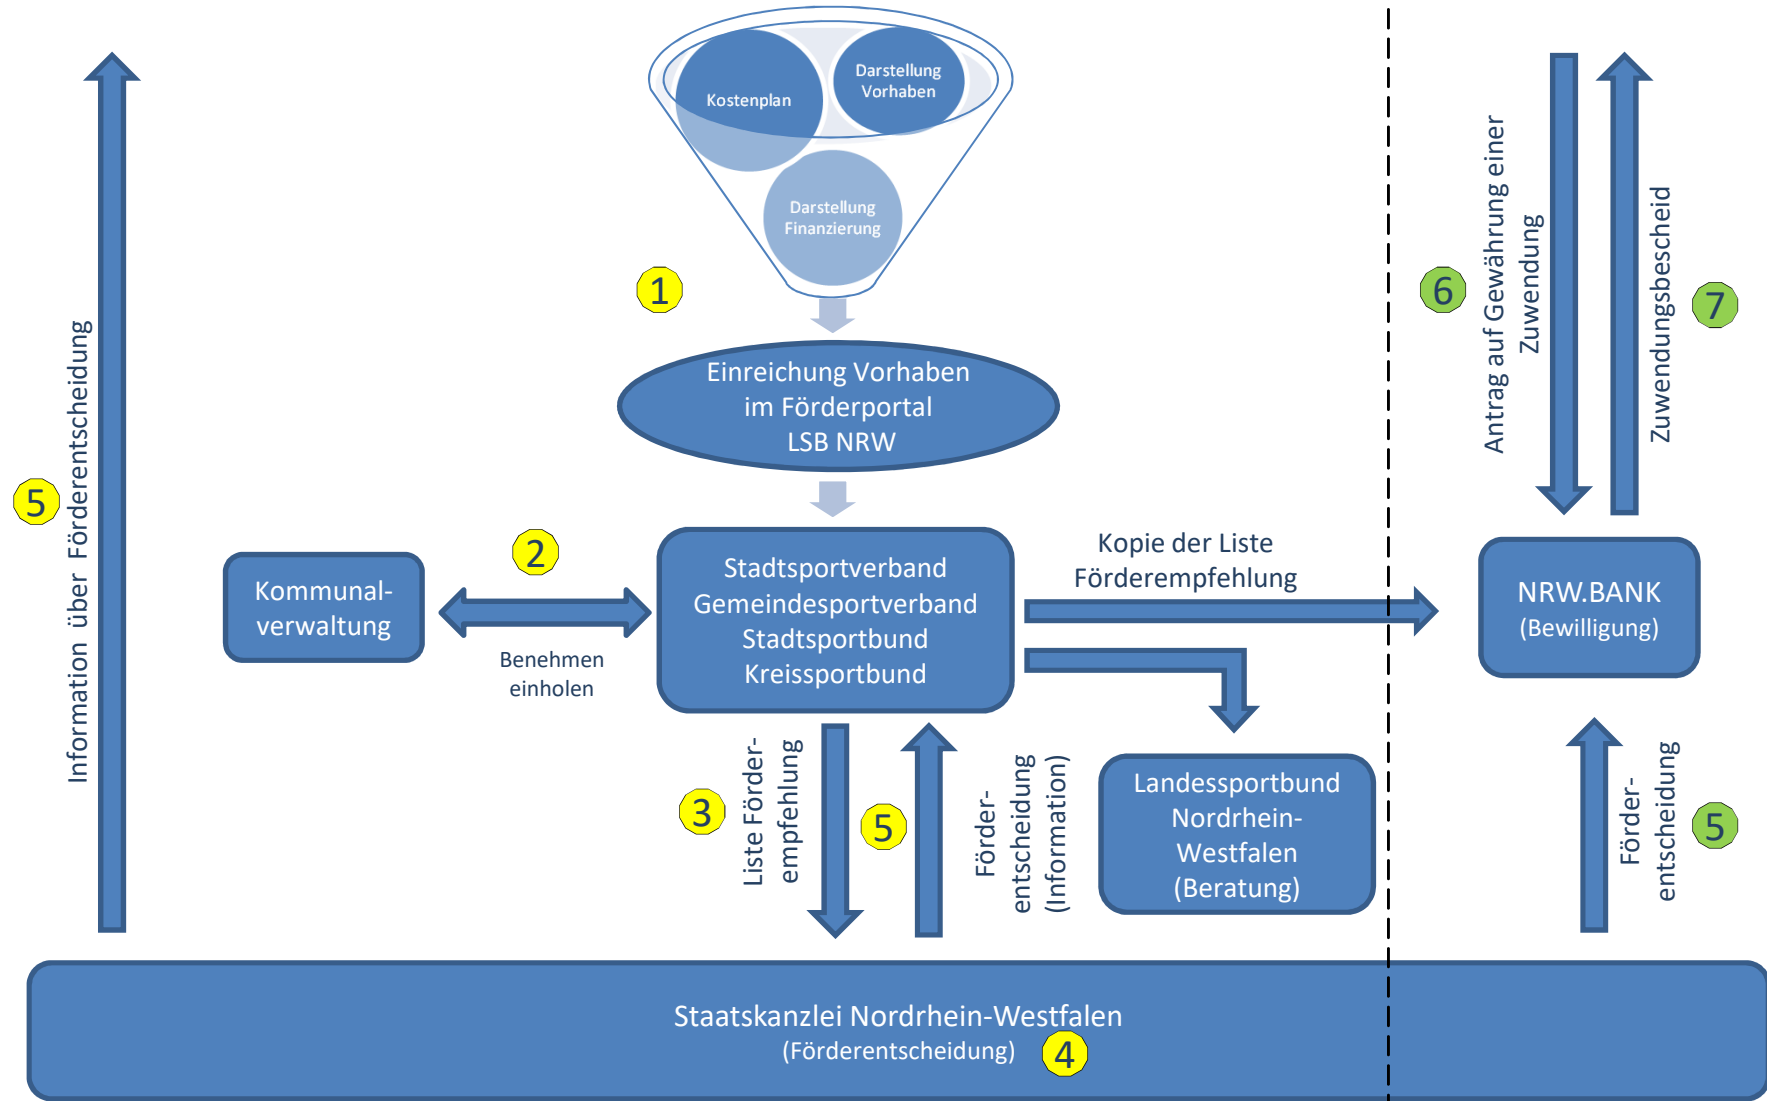 Kostenplan
Darstellung
Vorhaben
Darstellung
Finanzierung
1
Einreichung Vorhaben
im Förderportal
LSB NRW
5
Information über Förderentscheidung
Kommunal-
verwaltung
2
Benehmen
einholen
Stadtsportverband
Gemeindesportverband
Stadtsportbund
Kreissportbund
Kopie der Liste
Förderempfehlung
3
Liste Förder-
empfehlung
5
Förder-
entscheidung
(Information)
Landessportbund
Nordrhein-
Westfalen
(Beratung)
6
Antrag auf Gewährung einer
Zuwendung
Zuwendungsbescheid
7
NRW.BANK
(Bewilligung)
Förder-
entscheidung
5
Staatskanzlei Nordrhein-Westfalen
(Förderentscheidung)
4